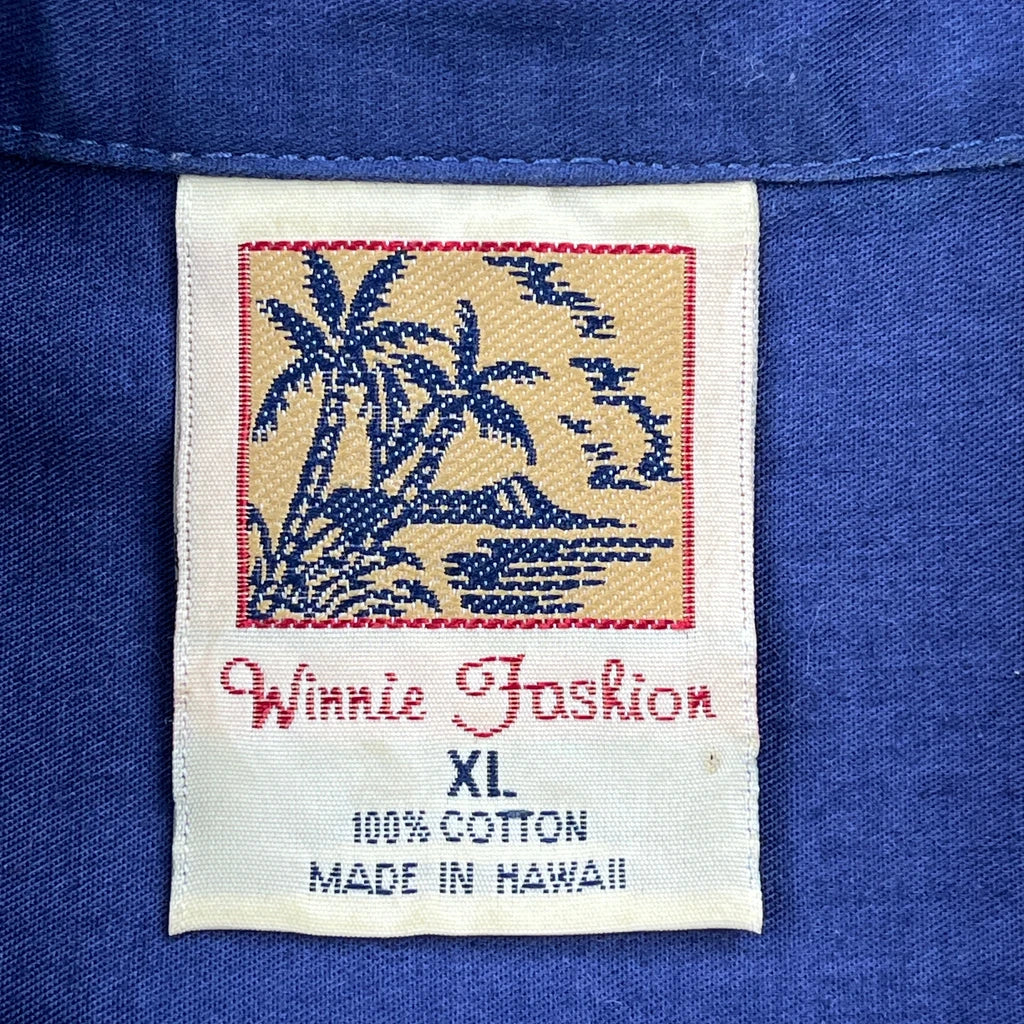 Winnie Fashion
XL
100% COTTON
MADE IN HAWAII